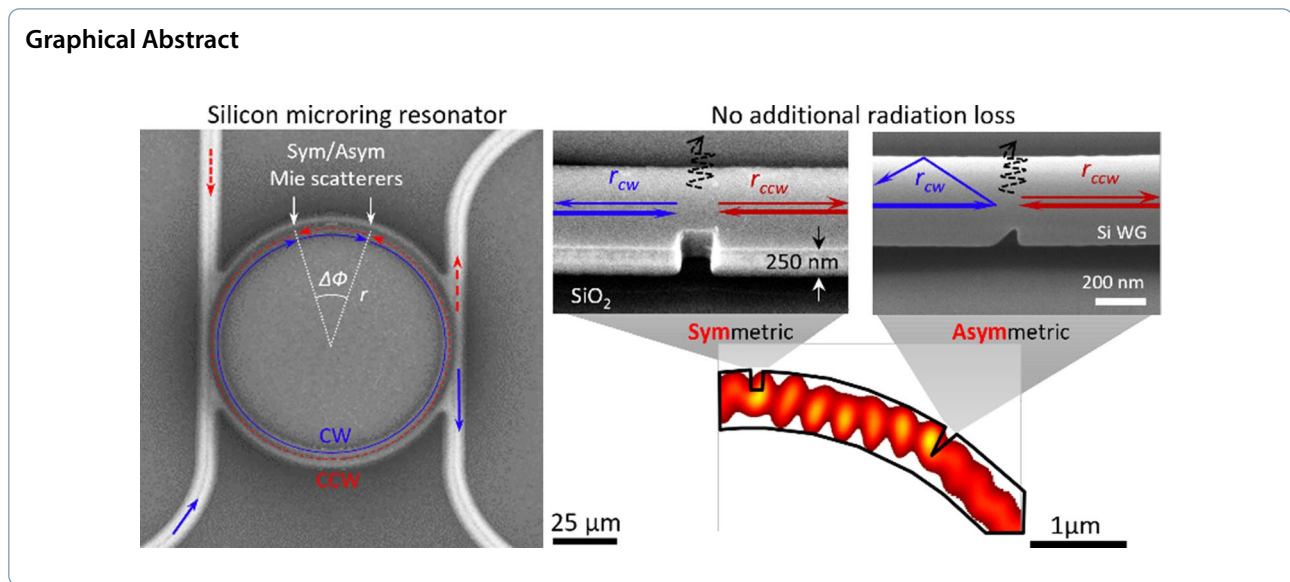 Graphical Abstract
Silicon microring resonator
Sym/Asym
Mie scatterers
ΔΦ
r
CW
CCW
25 μm
No additional radiation loss
r_cw
r_ccw
250 nm
SiO₂
Symmetric
r_cw
r_ccw
Si WG
200 nm
Asymmetric
1μm